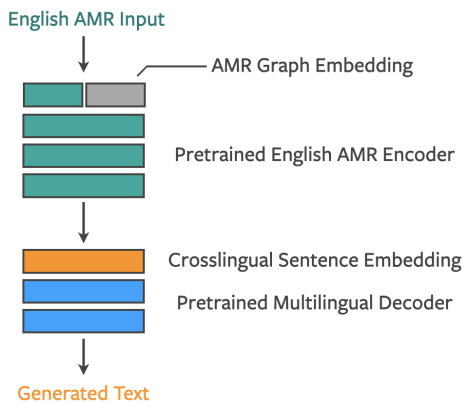 English AMR Input
AMR Graph Embedding
Pretrained English AMR Encoder
Crosslingual Sentence Embedding
Pretrained Multilingual Decoder
Generated Text